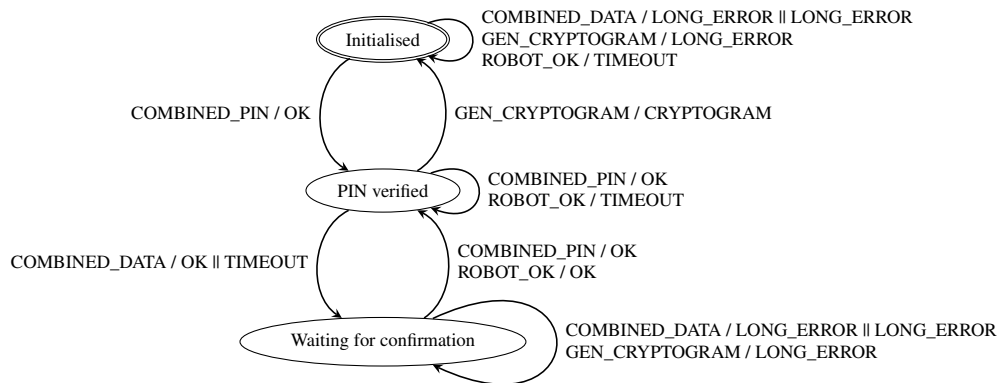 COMBINED_DATA / LONG_ERROR || LONG_ERROR
Initialised
GEN_CRYPTOGRAM / LONG_ERROR
ROBOT_OK / TIMEOUT
COMBINED_PIN / OK
GEN_CRYPTOGRAM / CRYPTOGRAM
PIN verified
COMBINED_PIN / OK
ROBOT_OK / TIMEOUT
COMBINED_DATA / OK || TIMEOUT
COMBINED_PIN / OK
ROBOT_OK / OK
Waiting for confirmation
COMBINED_DATA / LONG_ERROR || LONG_ERROR
GEN_CRYPTOGRAM / LONG_ERROR